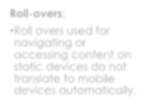 Roll-overs:
•Roll overs used for
navigating or
accessing content on
static devices do not
translate to mobile
devices automatically.